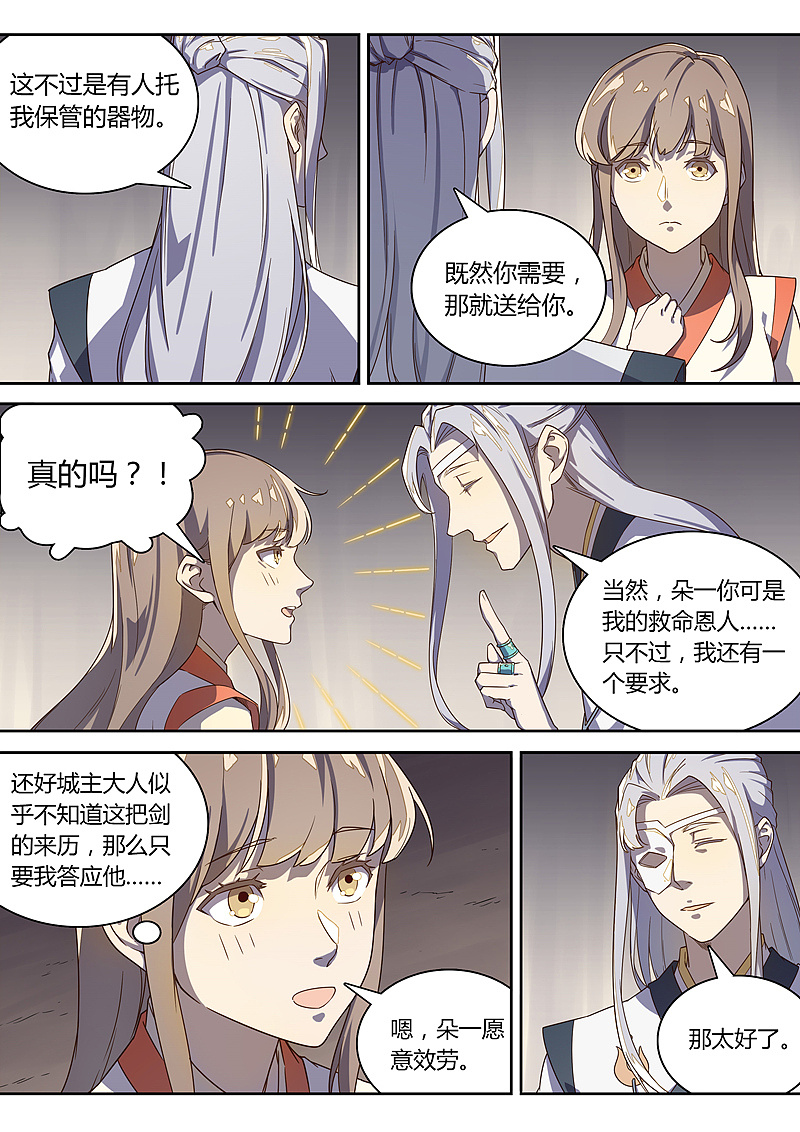 这不过是有人托
我保管的器物。
既然你需要，
那就送给你。
真的吗？！
当然，朵一你可是
我的救命恩人……
只不过，我还有一
个要求。
还好城主大人似
乎不知道这把剑
的来历，那么只
要我答应他……
嗯，朵一愿
意效劳。
那太好了。